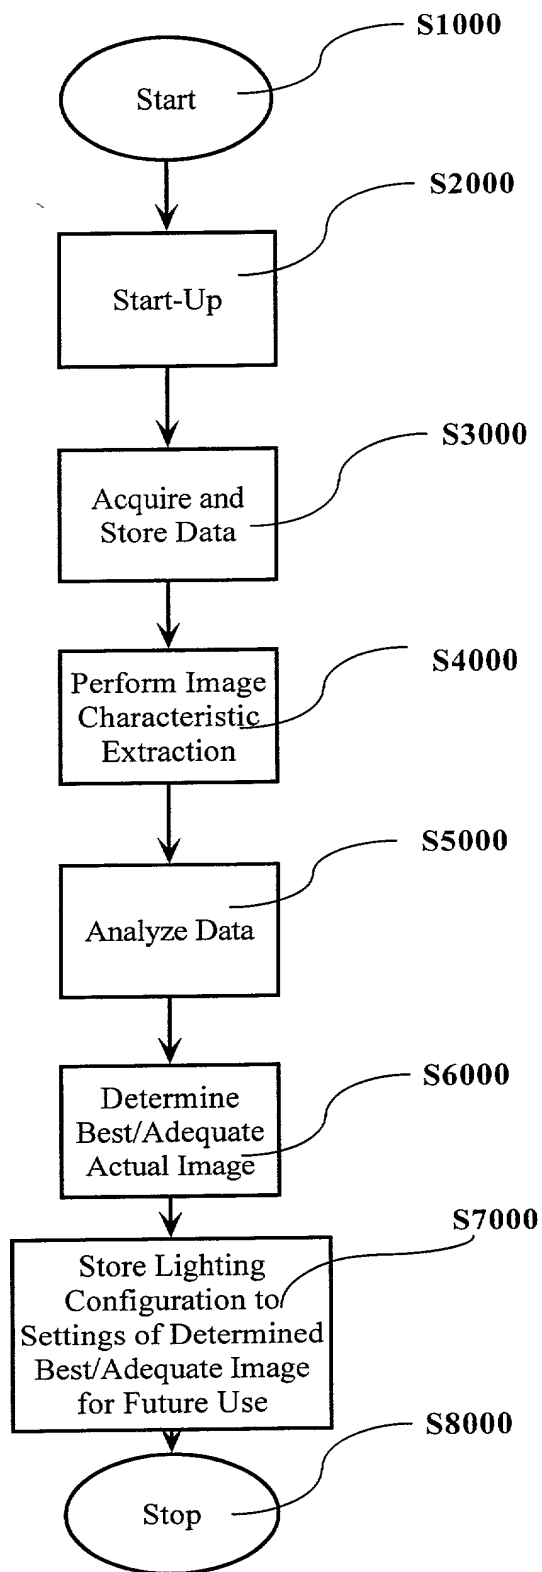 S1000
Start
S2000
Start-Up
S3000
Acquire and
Store Data
S4000
Perform Image
Characteristic
Extraction
S5000
Analyze Data
S6000
Determine
Best/Adequate
Actual Image
S7000
Store Lighting
Configuration to
Settings of Determined
Best/Adequate Image
for Future Use
S8000
Stop